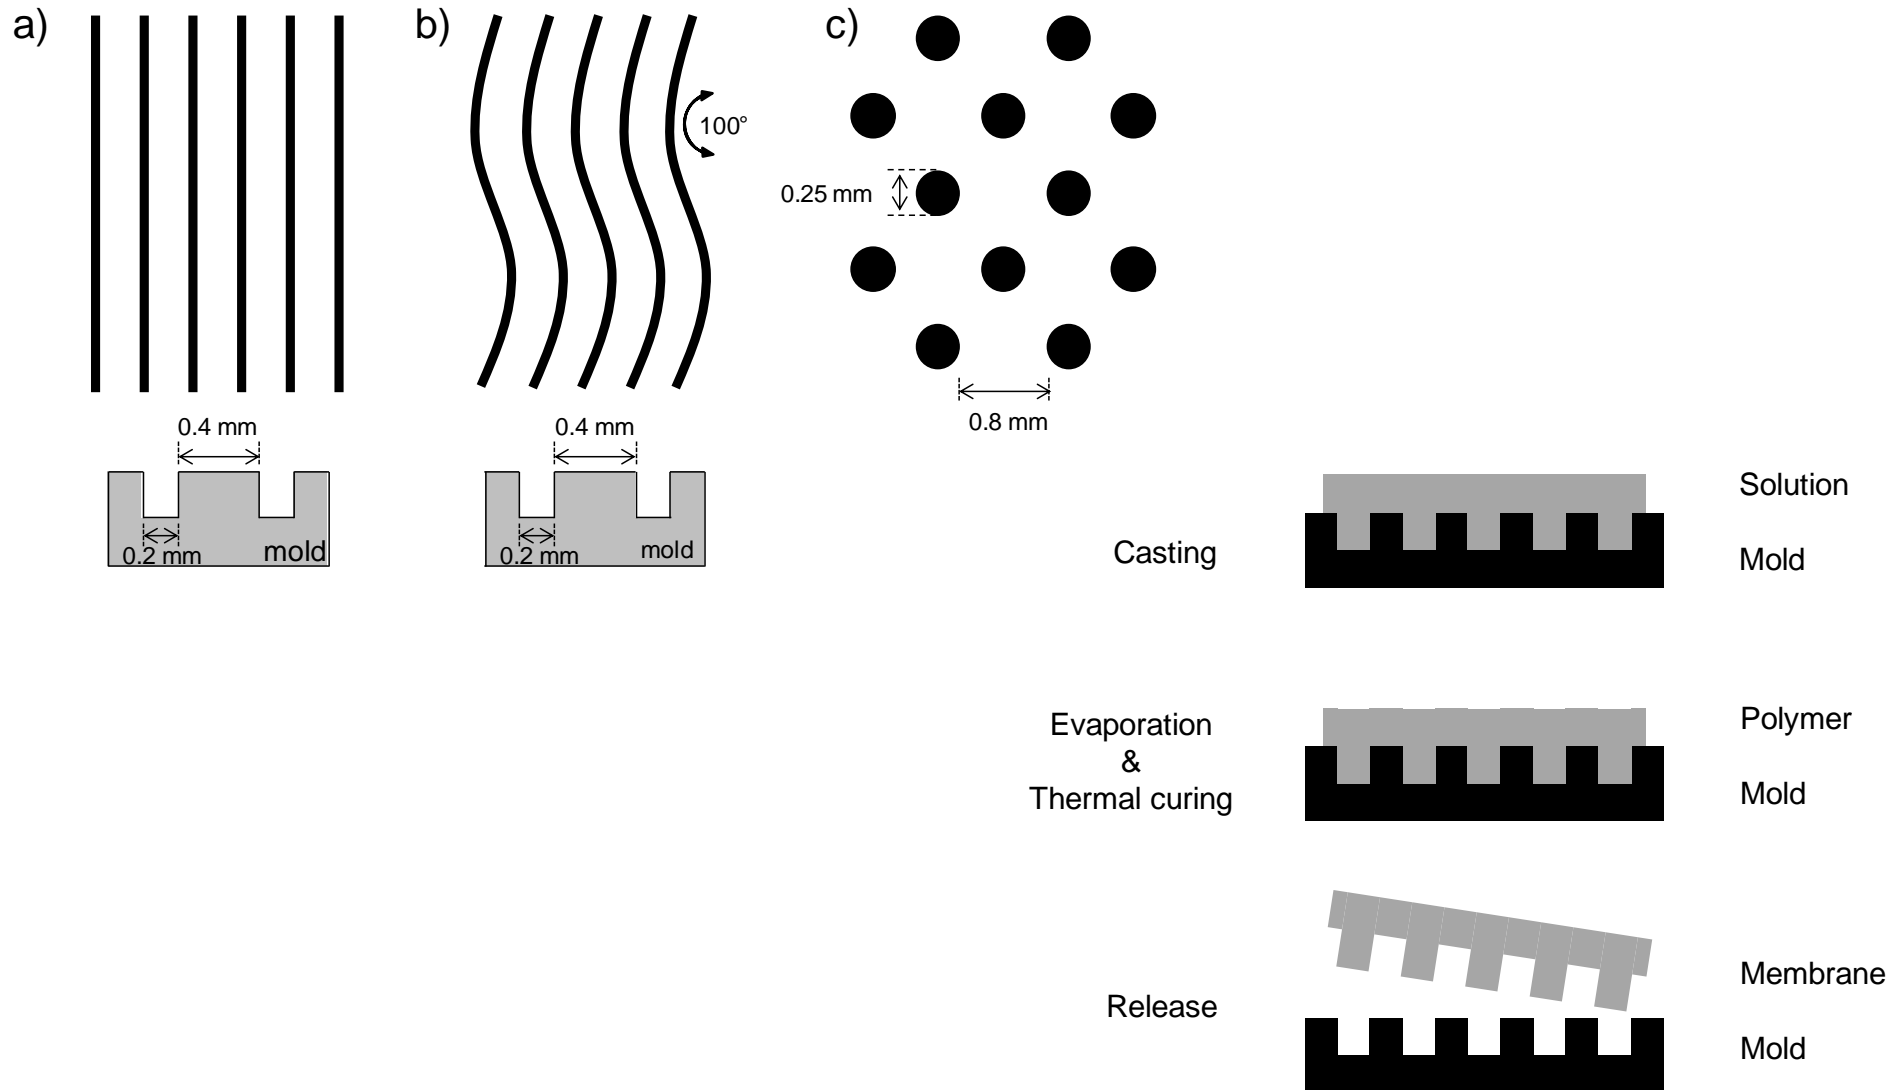 a)
b)
c)
100°
0.25 mm
0.8 mm
0.4 mm
0.2 mm
mold
0.4 mm
0.2 mm
mold
Casting
Solution
Mold
Evaporation
&
Thermal curing
Polymer
Mold
Release
Membrane
Mold